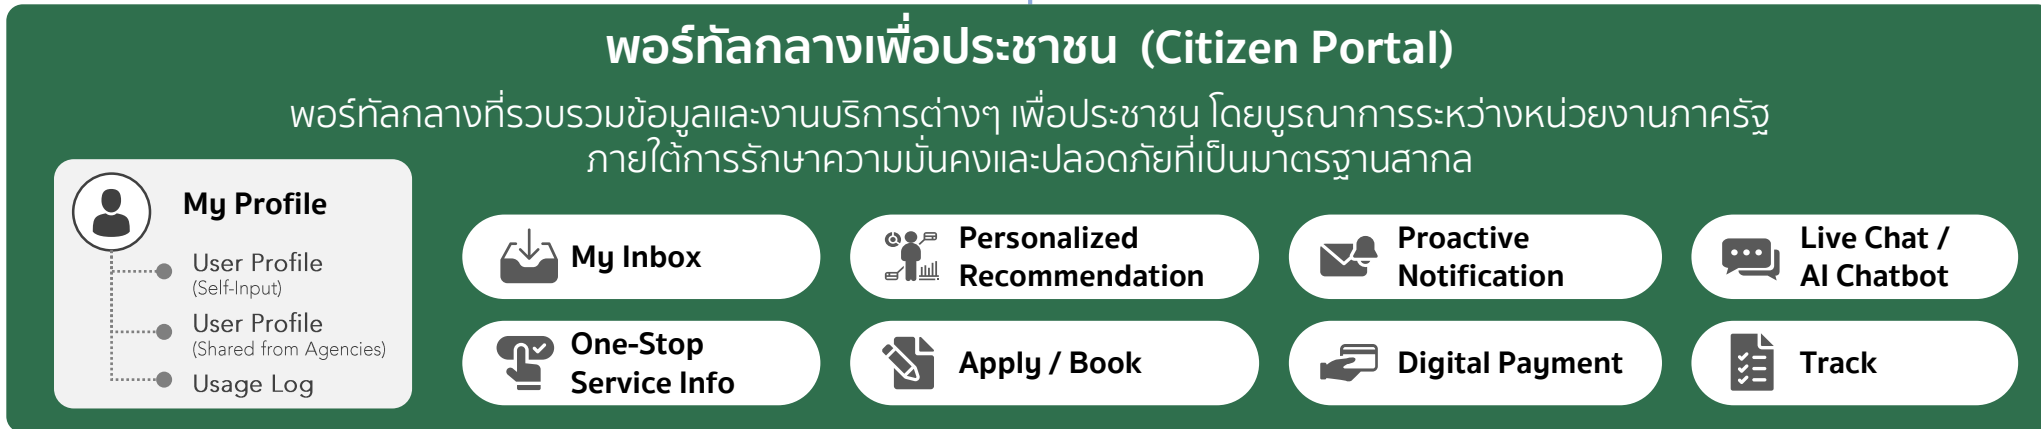 พอร์ทัลกลางเพื่อประชาชน (Citizen Portal)
พอร์ทัลกลางที่รวบรวมข้อมูลและงานบริการต่างๆ เพื่อประชาชน โดยบูรณาการระหว่างหน่วยงานภาครัฐ
ภายใต้การรักษาความมั่นคงและปลอดภัยที่เป็นมาตรฐานสากล
My Profile
User Profile
(Self-Input)
User Profile
(Shared from Agencies)
Usage Log
My Inbox
Personalized
Recommendation
Proactive
Notification
Live Chat /
AI Chatbot
One-Stop
Service Info
Apply / Book
Digital Payment
Track